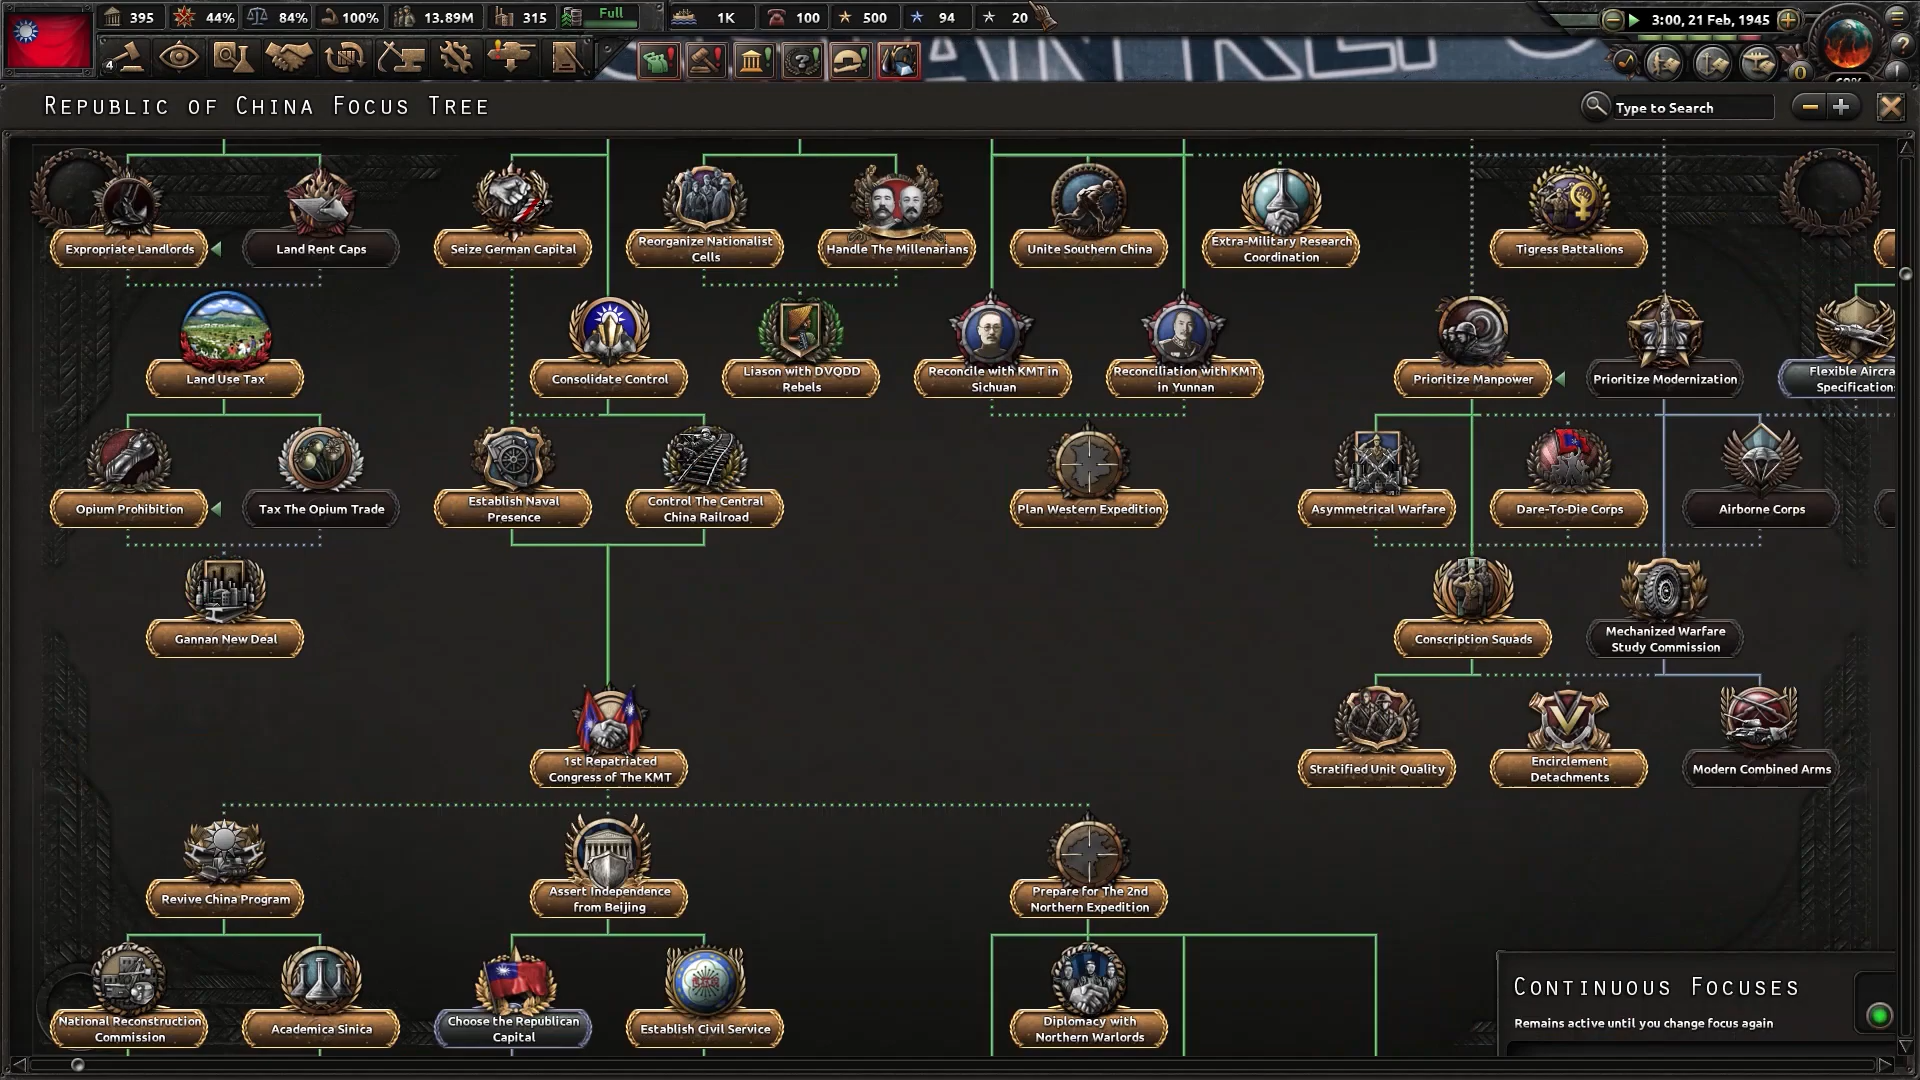 395
44%
84%
100%
13.89M
315
Full
1K
100
500
94
20
3:00, 21 Feb, 1945
4
0
Republic of China Focus Tree
Type to Search
Expropriate Landlords
Land Rent Caps
Seize German Capital
Reorganize Nationalist
Cells
Handle The Millenarians
Unite Southern China
Extra-Military Research
Coordination
Tigress Battalions
Land Use Tax
Consolidate Control
Liason with DVQDD
Rebels
Reconcile with KMT in
Sichuan
Reconciliation with KMT
in Yunnan
Prioritize Manpower
Prioritize Modernization
Flexible Aircra
Specification
Opium Prohibition
Tax The Opium Trade
Establish Naval
Presence
Control The Central
China Railroad
Plan Western Expedition
Asymmetrical Warfare
Dare-To-Die Corps
Airborne Corps
Gannan New Deal
Conscription Squads
Mechanized Warfare
Study Commission
1st Repatriated
Congress of The KMT
Stratified Unit Quality
Encirclement
Detachments
Modern Combined Arms
Revive China Program
Assert Independence
from Beijing
Prepare for The 2nd
Northern Expedition
National Reconstruction
Commission
Academica Sinica
Choose the Republican
Capital
Establish Civil Service
Diplomacy with
Northern Warlords
Continuous Focuses
Remains active until you change focus again